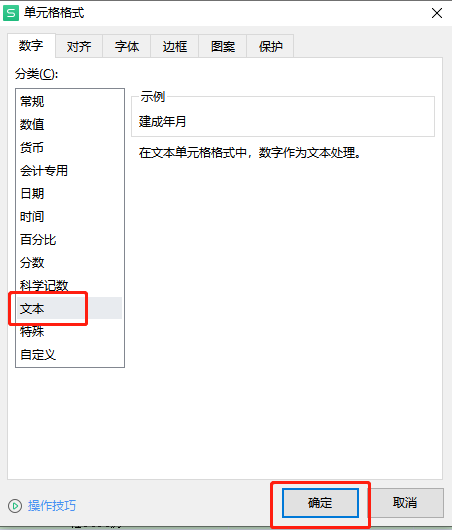 S 单元格格式
数字 对齐 字体 边框 图案 保护
分类(C):
常规
数值
货币
会计专用
日期
时间
百分比
分数
科学记数
文本
特殊
自定义
示例
建成年月
在文本单元格格式中，数字作为文本处理。
操作技巧
确定 取消